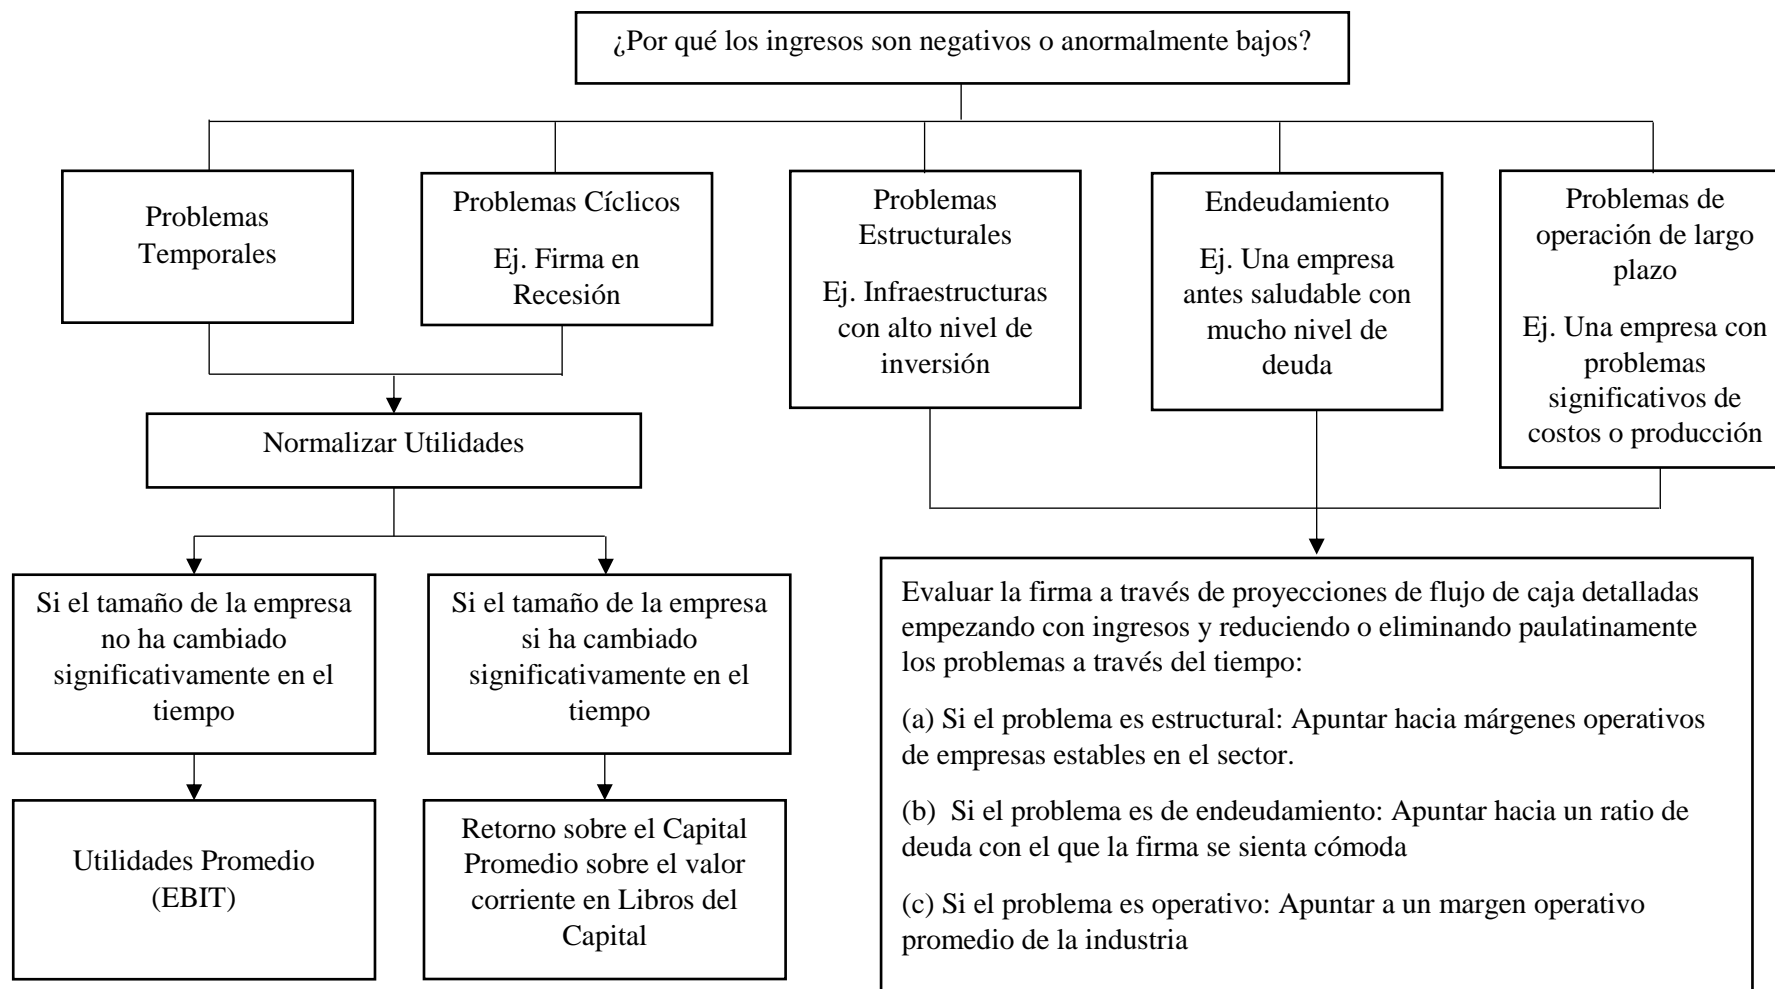 ¿Por qué los ingresos son negativos o anormalmente bajos?
Problemas
Temporales
Problemas Cíclicos
Ej. Firma en
Recesión
Problemas
Estructurales
Ej. Infraestructuras
con alto nivel de
inversión
Endeudamiento
Ej. Una empresa
antes saludable con
mucho nivel de
deuda
Problemas de
operación de largo
plazo
Ej. Una empresa con
problemas
significativos de
costos o producción
Normalizar Utilidades
Si el tamaño de la empresa
no ha cambiado
significativamente en el
tiempo
Si el tamaño de la empresa
si ha cambiado
significativamente en el
tiempo
Utilidades Promedio
(EBIT)
Retorno sobre el Capital
Promedio sobre el valor
corriente en Libros del
Capital
Evaluar la firma a través de proyecciones de flujo de caja detalladas
empezando con ingresos y reduciendo o eliminando paulatinamente
los problemas a través del tiempo:
(a) Si el problema es estructural: Apuntar hacia márgenes operativos
de empresas estables en el sector.
(b) Si el problema es de endeudamiento: Apuntar hacia un ratio de
deuda con el que la firma se sienta cómoda
(c) Si el problema es operativo: Apuntar a un margen operativo
promedio de la industria